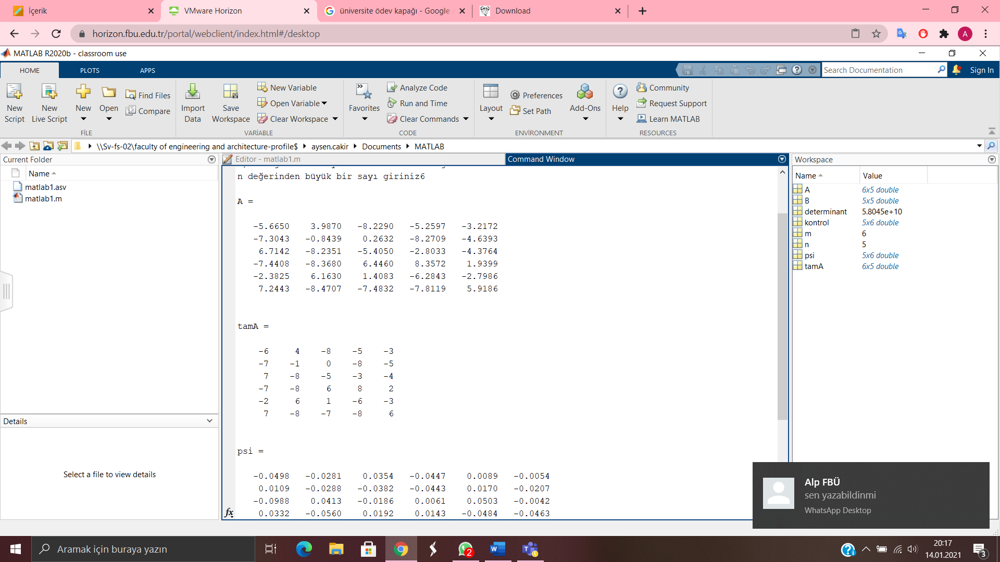 İçerik
VMware Horizon
üniversite ödev kapağı - Google
Download
horizon.fbu.edu.tr/portal/webclient/index.html#/desktop
A
MATLAB R2020b - classroom use
HOME PLOTS APPS
Search Documentation
Sign In
New Script
New Live Script
New
Open
Find Files
Compare
Import Data
Save Workspace
New Variable
Open Variable
Clear Workspace
Favorites
Analyze Code
Run and Time
Clear Commands
Layout
Preferences
Set Path
Add-Ons
Help
Community
Request Support
Learn MATLAB
FİLE VARİABLE CODE ENVİRONMENT RESOURCES
\\Sv-fs-02\faculty of engineering and architecture-profile$ aysen.cakir Documents MATLAB
Current Folder
Name
matlab1.asv
matlab1.m
Details
Select a file to view details
Editor - matlab1.m
Command Window
n değerinden büyük bir sayı giriniz6
A =
-5.6650 3.9870 -8.2290 -5.2597 -3.2172
-7.3043 -0.8439 0.2632 -8.2709 -4.6393
6.7142 -8.2351 -5.4050 -2.8033 -4.3764
-7.4408 -8.3680 6.4460 8.3572 1.9399
-2.3825 6.1630 1.4083 -6.2843 -2.7986
7.2443 -8.4707 -7.4832 -7.8119 5.9186
tamA =
-6 4 -8 -5 -3
-7 -1 0 -8 -5
7 -8 -5 -3 -4
-7 -8 6 8 2
-2 6 1 -6 -3
7 -8 -7 -8 6
psi =
-0.0498 -0.0281 0.0354 -0.0447 0.0089 -0.0054
0.0109 -0.0288 -0.0382 -0.0443 0.0170 -0.0207
-0.0988 0.0413 -0.0186 0.0061 0.0503 -0.0042
0.0332 -0.0560 0.0192 0.0143 -0.0484 -0.0463
fx
Workspace
Name Value
A 6x5 double
B 5x5 double
determinant 5.8045e+10
kontrol 5x6 double
m 6
n 5
psi 5x6 double
tamA 6x5 double
Alp FBÜ
sen yazabildinmi
WhatsApp Desktop
Aramak için buraya yazın
2
20:17
14.01.2021
3